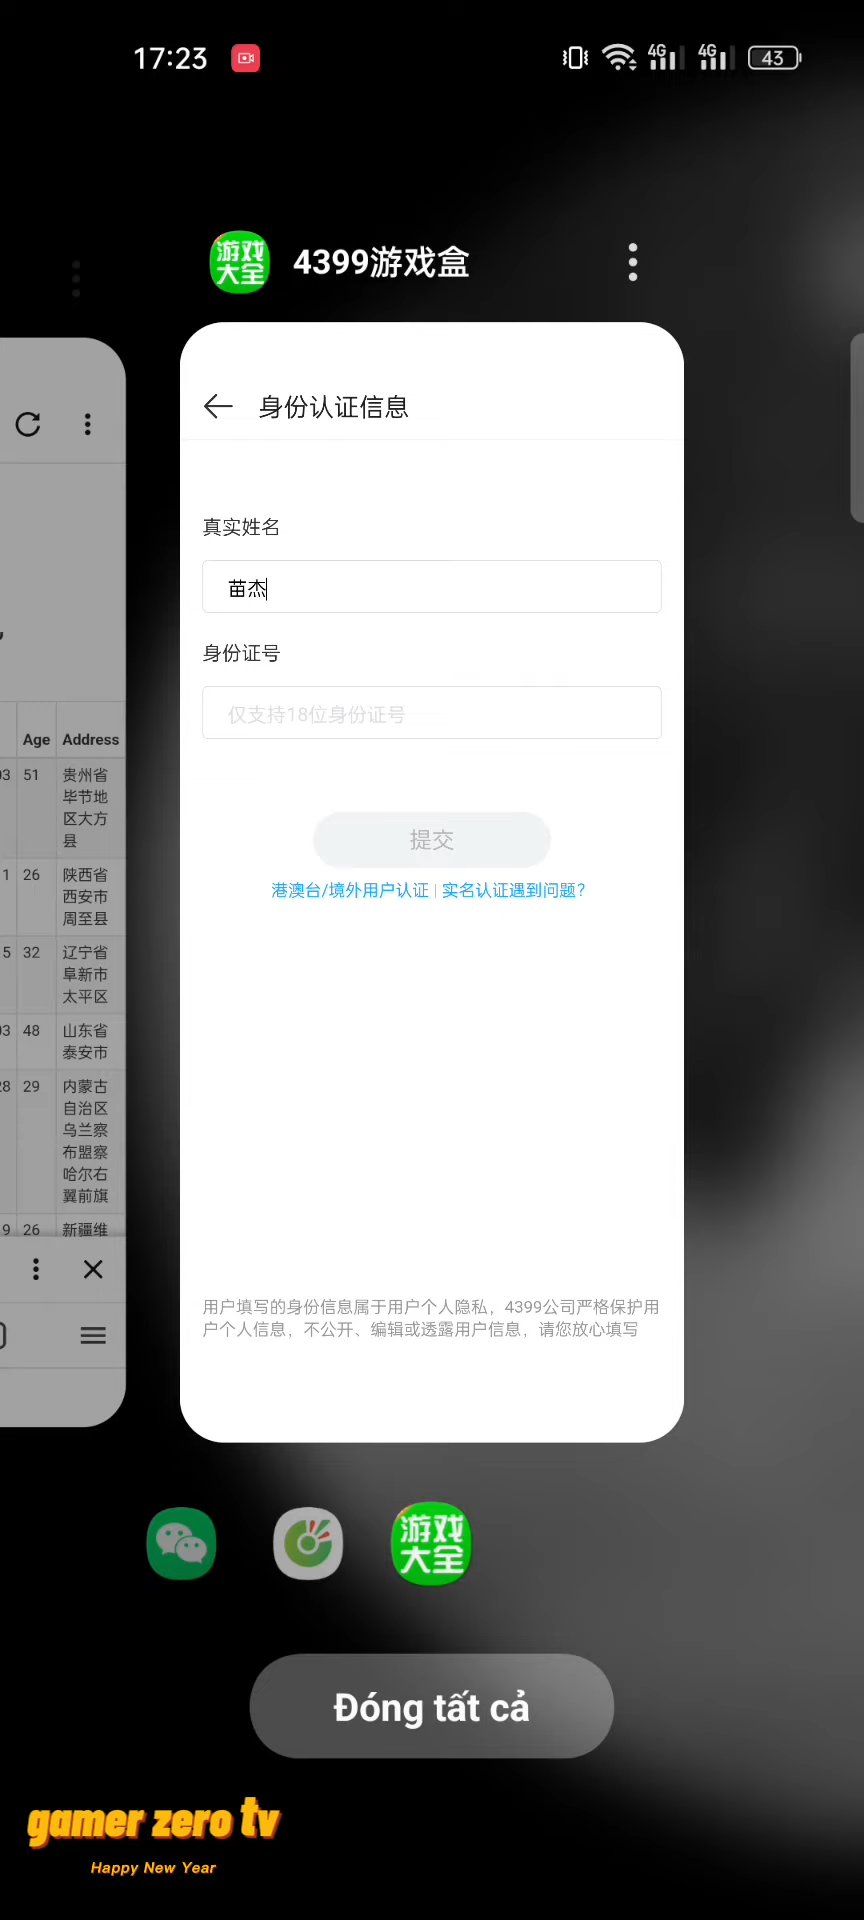 17:23
4G
4G
43
游戏
大全
4399游戏盒
身份认证信息
真实姓名
苗杰
身份证号
仅支持18位身份证号
提交
港澳台/境外用户认证 | 实名认证遇到问题?
用户填写的身份信息属于用户个人隐私，4399公司严格保护用
户个人信息，不公开、编辑或透露用户信息，请您放心填写
Age Address
03 51 贵州省
毕节地
区大方
县
1 26 陕西省
西安市
周至县
5 32 辽宁省
阜新市
太平区
03 48 山东省
泰安市
28 29 内蒙古
自治区
乌兰察
布盟察
哈尔右
翼前旗
9 26 新疆维
游戏
大全
Đóng tất cả
gamer zero tv
Happy New Year